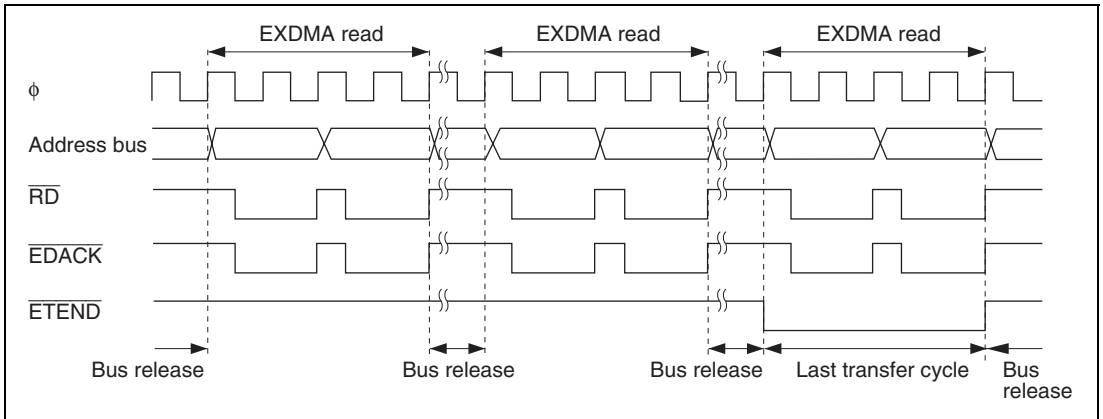 EXDMA read EXDMA read EXDMA read
φ
Address bus
RD
EDACK
ETEND
Bus release Bus release Bus release Last transfer cycle Bus
release